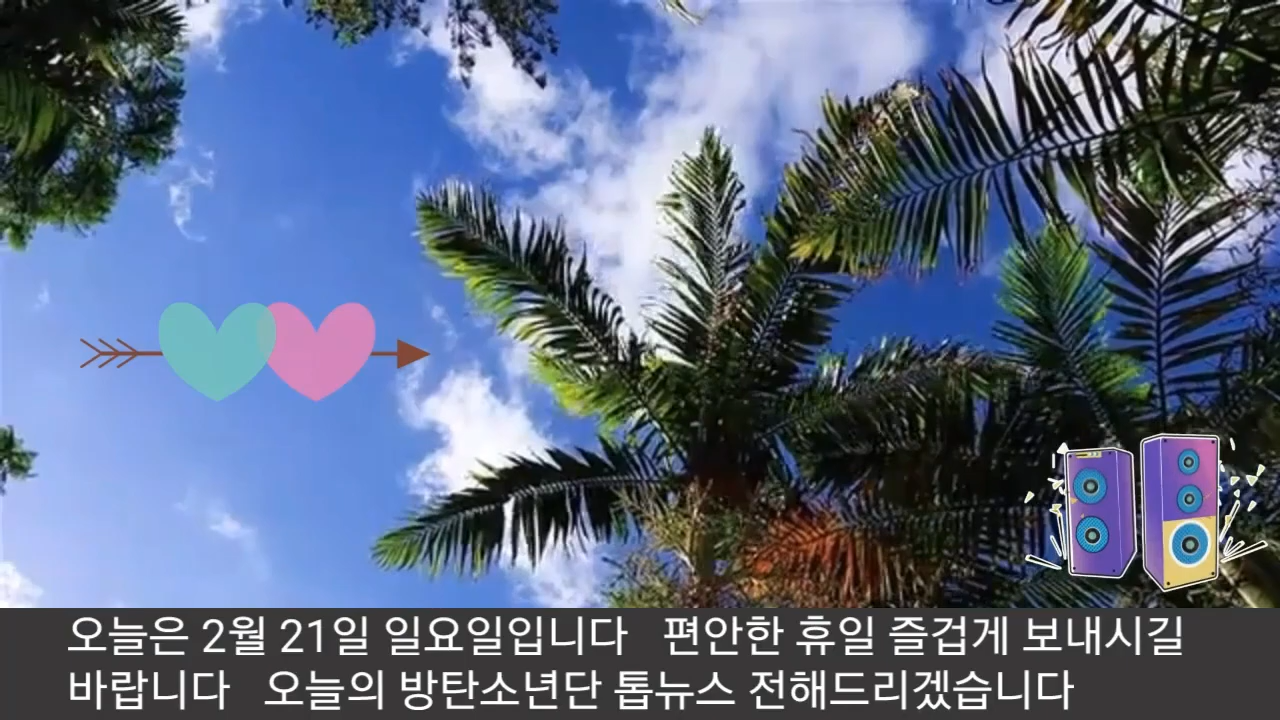 오늘은 2월 21일 일요일입니다 편안한 휴일 즐겁게 보내시길
바랍니다 오늘의 방탄소년단 톱뉴스 전해드리겠습니다